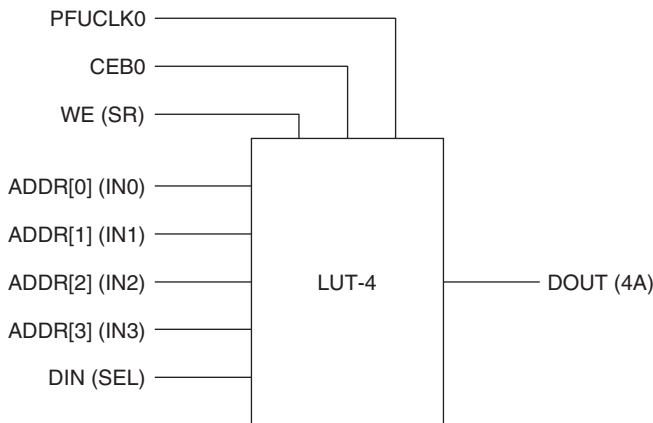 PFUCLK0
CEB0
WE (SR)
ADDR[0] (IN0)
ADDR[1] (IN1)
ADDR[2] (IN2)
LUT-4
DOUT (4A)
ADDR[3] (IN3)
DIN (SEL)